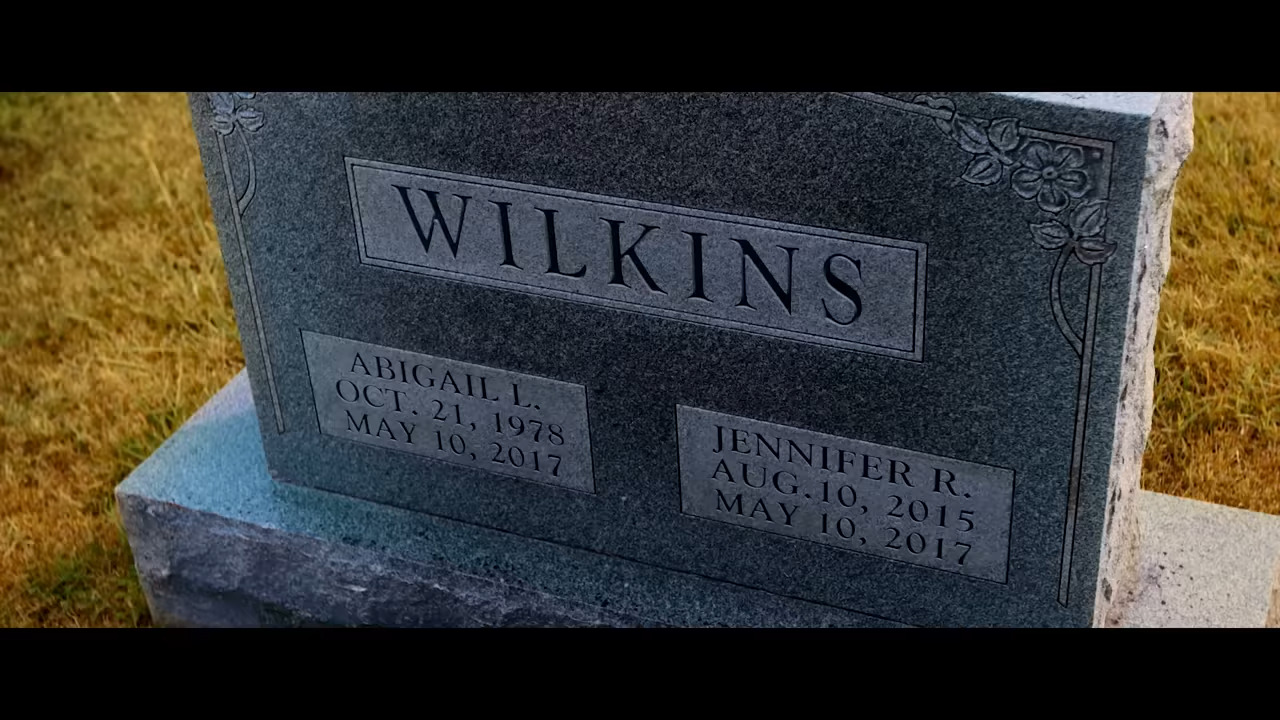 WILKINS
ABIGAIL L.
OCT. 21, 1978
MAY 10, 2017
JENNIFER R.
AUG.10, 2015
MAY 10, 2017